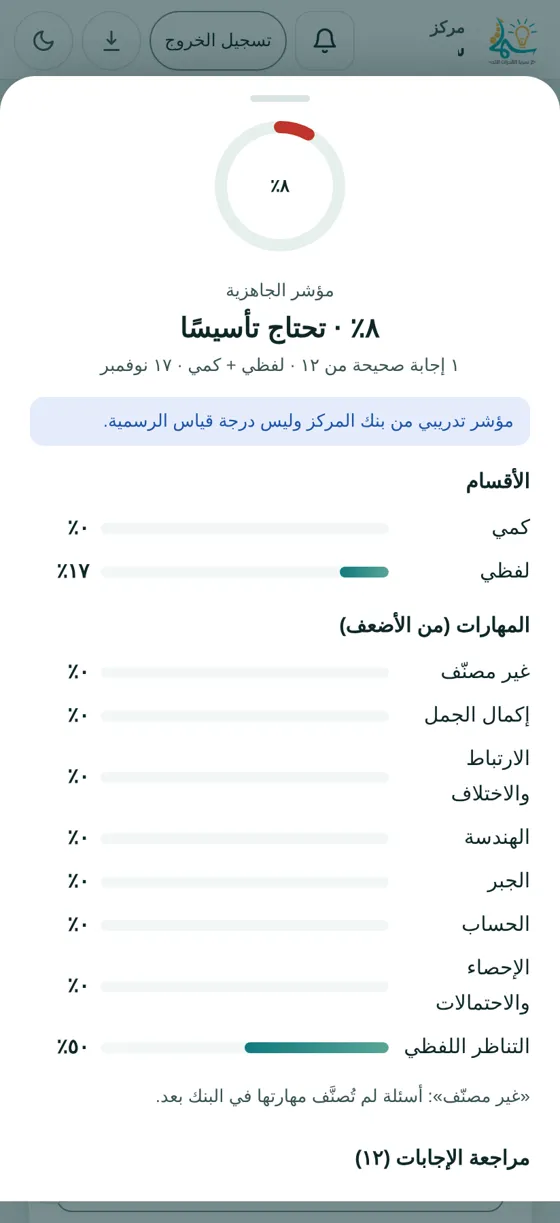 مركز
تسجيل الخروج
٨٪
مؤشر الجاهزية
٨٪ · تحتاج تأسيسًا
١ إجابة صحيحة من ١٢ · لفظي + كمي · ١٧ نوفمبر
مؤشر تدريبي من بنك المركز وليس درجة قياس الرسمية.
الأقسام
كمي ٠٪
لفظي ١٧٪
المهارات (من الأضعف)
غير مصنّف ٠٪
إكمال الجمل ٠٪
الارتباط
والاختلاف ٠٪
الهندسة ٠٪
الجبر ٠٪
الحساب ٠٪
الإحصاء
والاحتمالات ٠٪
التناظر اللفظي ٥٠٪
«غير مصنّف»: أسئلة لم تُصنَّف مهارتها في البنك بعد.
مراجعة الإجابات (١٢)